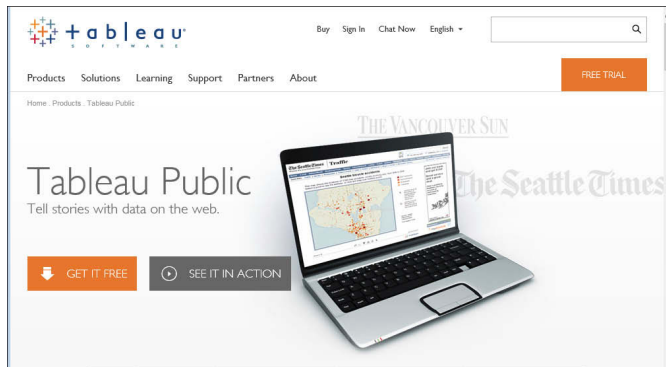 + a b | e a u
S O F T W A R E
Buy Sign In Chat Now English
Products Solutions Learning Support Partners About
FREE TRIAL
Home . Products . Tableau Public
THE VANCOUVER SUN
Tableau Public
Tell stories with data on the web.
The Seattle Times
The Seattle Times Traffic
GET IT FREE
SEE IT IN ACTION